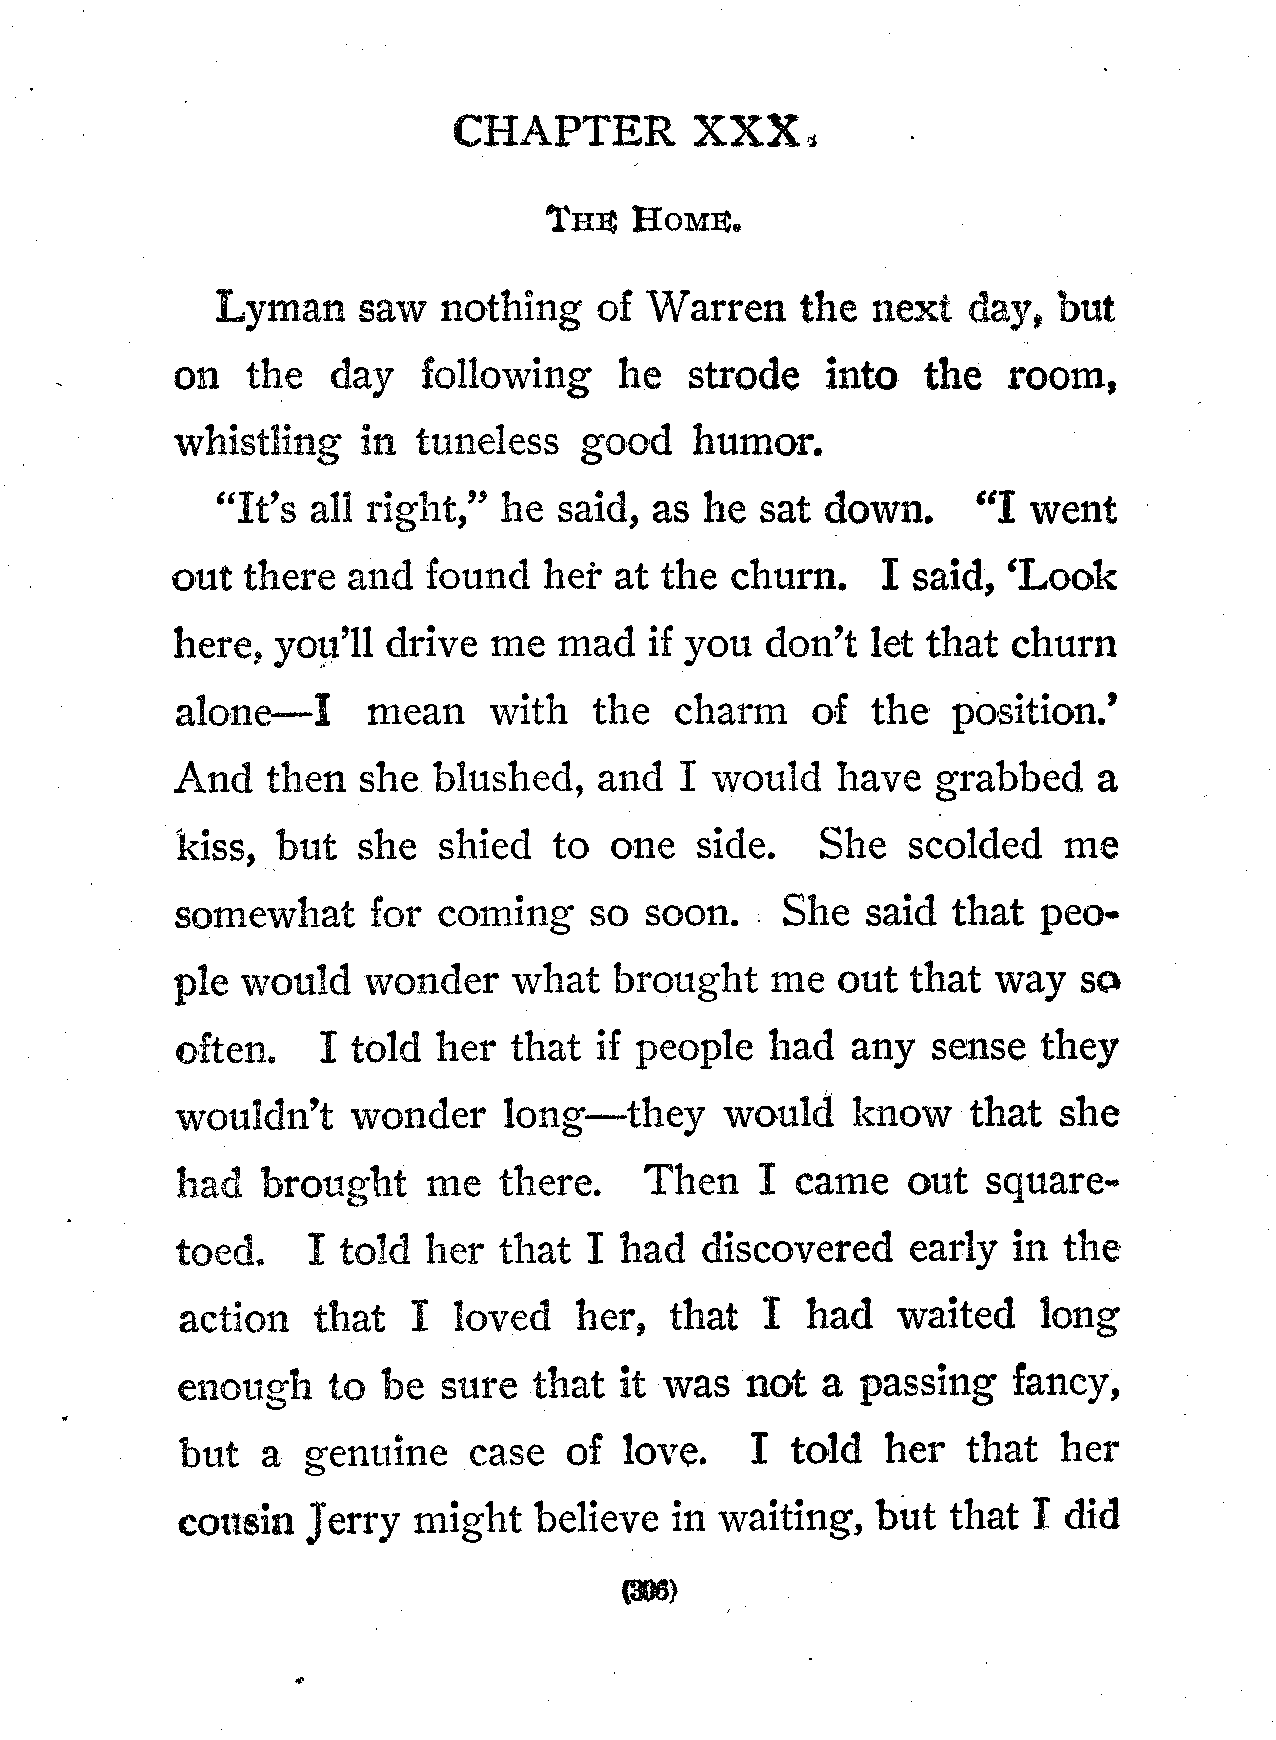 CHAPTER XXX.
THE HOME.
Lyman saw nothing of Warren the next day, but
on the day following he strode into the room,
whistling in tuneless good humor.
“It’s all right,” he said, as he sat down. “I went
out there and found her at the churn. I said, ‘Look
here, you’ll drive me mad if you don’t let that churn
alone—I mean with the charm of the position.’
And then she blushed, and I would have grabbed a
kiss, but she shied to one side. She scolded me
somewhat for coming so soon. She said that peo-
ple would wonder what brought me out that way so
often. I told her that if people had any sense they
wouldn’t wonder long—they would know that she
had brought me there. Then I came out square-
toed. I told her that I had discovered early in the
action that I loved her, that I had waited long
enough to be sure that it was not a passing fancy,
but a genuine case of love. I told her that her
cousin Jerry might believe in waiting, but that I did
(306)